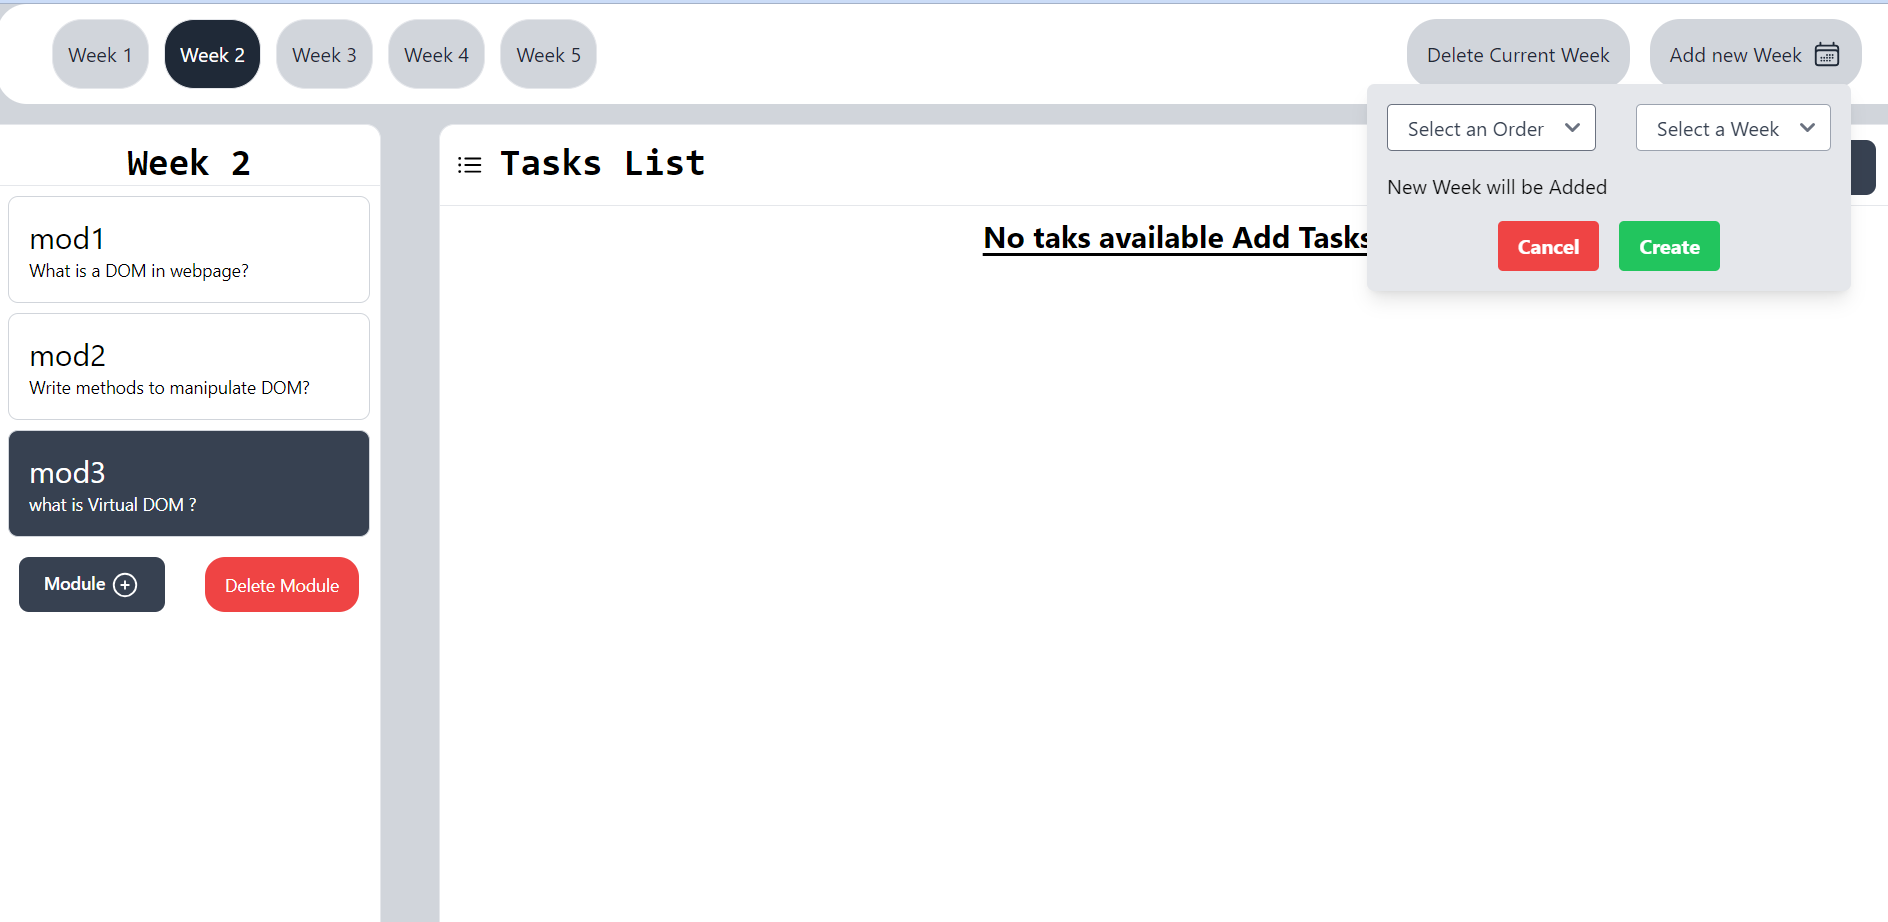 Week 1
Week 2
Week 3
Week 4
Week 5
Delete Current Week
Add new Week
Select an Order
Select a Week
New Week will be Added
Cancel
Create
Week 2
mod1
What is a DOM in webpage?
mod2
Write methods to manipulate DOM?
mod3
what is Virtual DOM ?
Module
Delete Module
Tasks List
No taks available Add Tasks